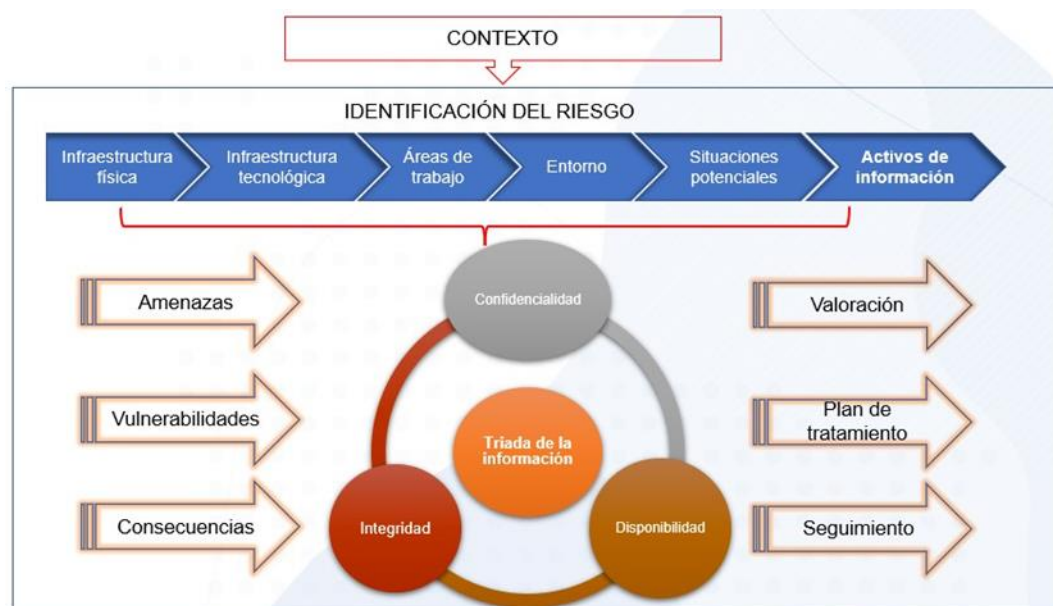 CONTEXTO
IDENTIFICACIÓN DEL RIESGO
Infraestructura
física
Infraestructura
tecnológica
Áreas de
trabajo
Entorno
Situaciones
potenciales
Activos de
información
Confidencialidad
Amenazas
Valoración
Vulnerabilidades
Triada de la
información
Plan de
tratamiento
Consecuencias
Integridad
Disponibilidad
Seguimiento